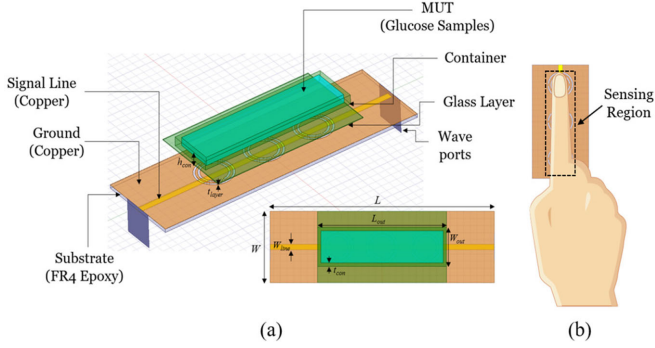 MUT
(Glucose Samples)
Container
Signal Line
(Copper)
Glass Layer
Ground
(Copper)
Wave
ports
h_con
t_layer
Substrate
(FR4 Epoxy)
L
L_out
W
W_line
W_out
t_con
(a)
Sensing
Region
(b)